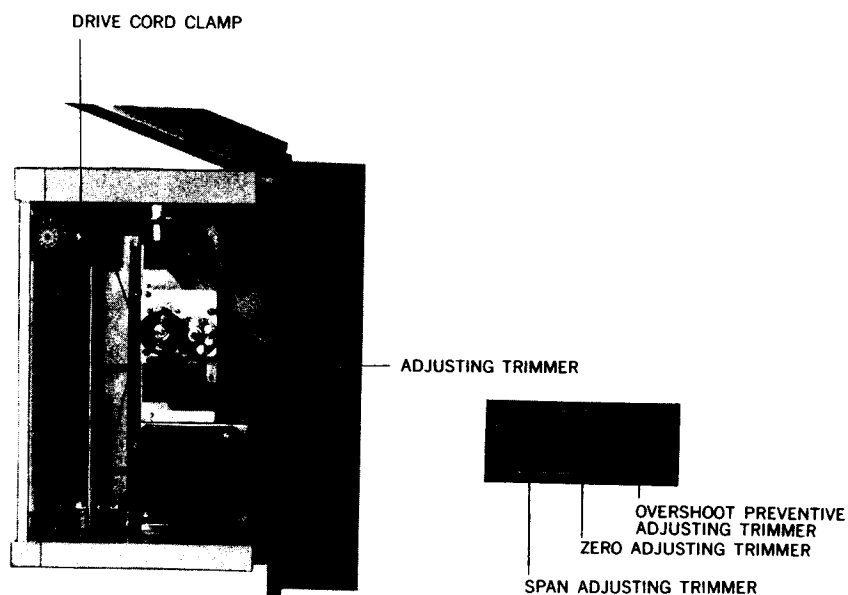 DRIVE CORD CLAMP
ADJUSTING TRIMMER
OVERSHOOT PREVENTIVE
ADJUSTING TRIMMER
ZERO ADJUSTING TRIMMER
SPAN ADJUSTING TRIMMER